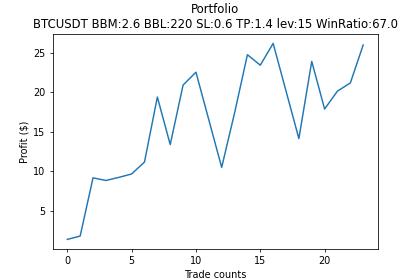 Portfolio
BTCUSDT BBM:2.6 BBL:220 SL:0.6 TP:1.4 lev:15 WinRatio:67.0
25
20
15
10
5
Profit ($)
0 5 10 15 20
Trade counts